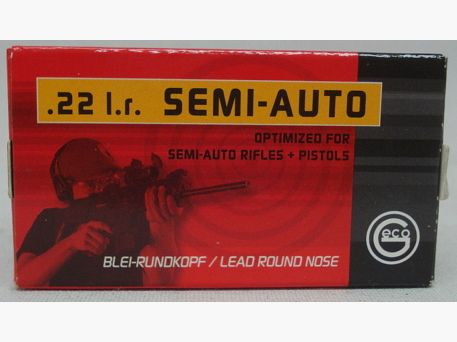 .22 l.r. SEMI-AUTO
OPTIMIZED FOR
SEMI-AUTO RIFLES + PISTOLS
Geco
BLEI-RUNDKOPF / LEAD ROUND NOSE